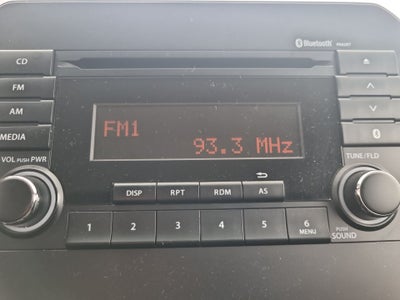 Bluetooth
CD
FM
AM
MEDIA
FM1
93.3 MHz
VOL PUSH PWR
TUNE/FLD
DISP RPT RDM AS
1 2 3 4 5 6
MENU
PUSH
SOUND